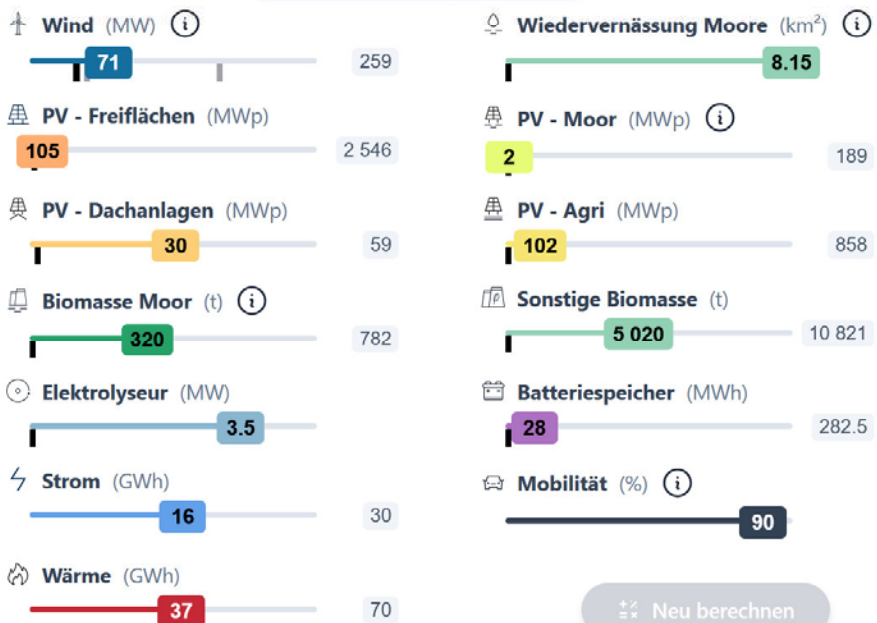 Wind (MW) i
71 259
PV - Freiflächen (MWp)
105 2 546
PV - Dachanlagen (MWp)
30 59
Biomasse Moor (t) i
320 782
Elektrolyseur (MW)
3.5
Strom (GWh)
16 30
Wärme (GWh)
37 70
Wiedervernässung Moore (km²) i
8.15
PV - Moor (MWp) i
2 189
PV - Agri (MWp)
102 858
Sonstige Biomasse (t)
5 020 10 821
Batteriespeicher (MWh)
28 282.5
Mobilität (%) i
90
Neu berechnen